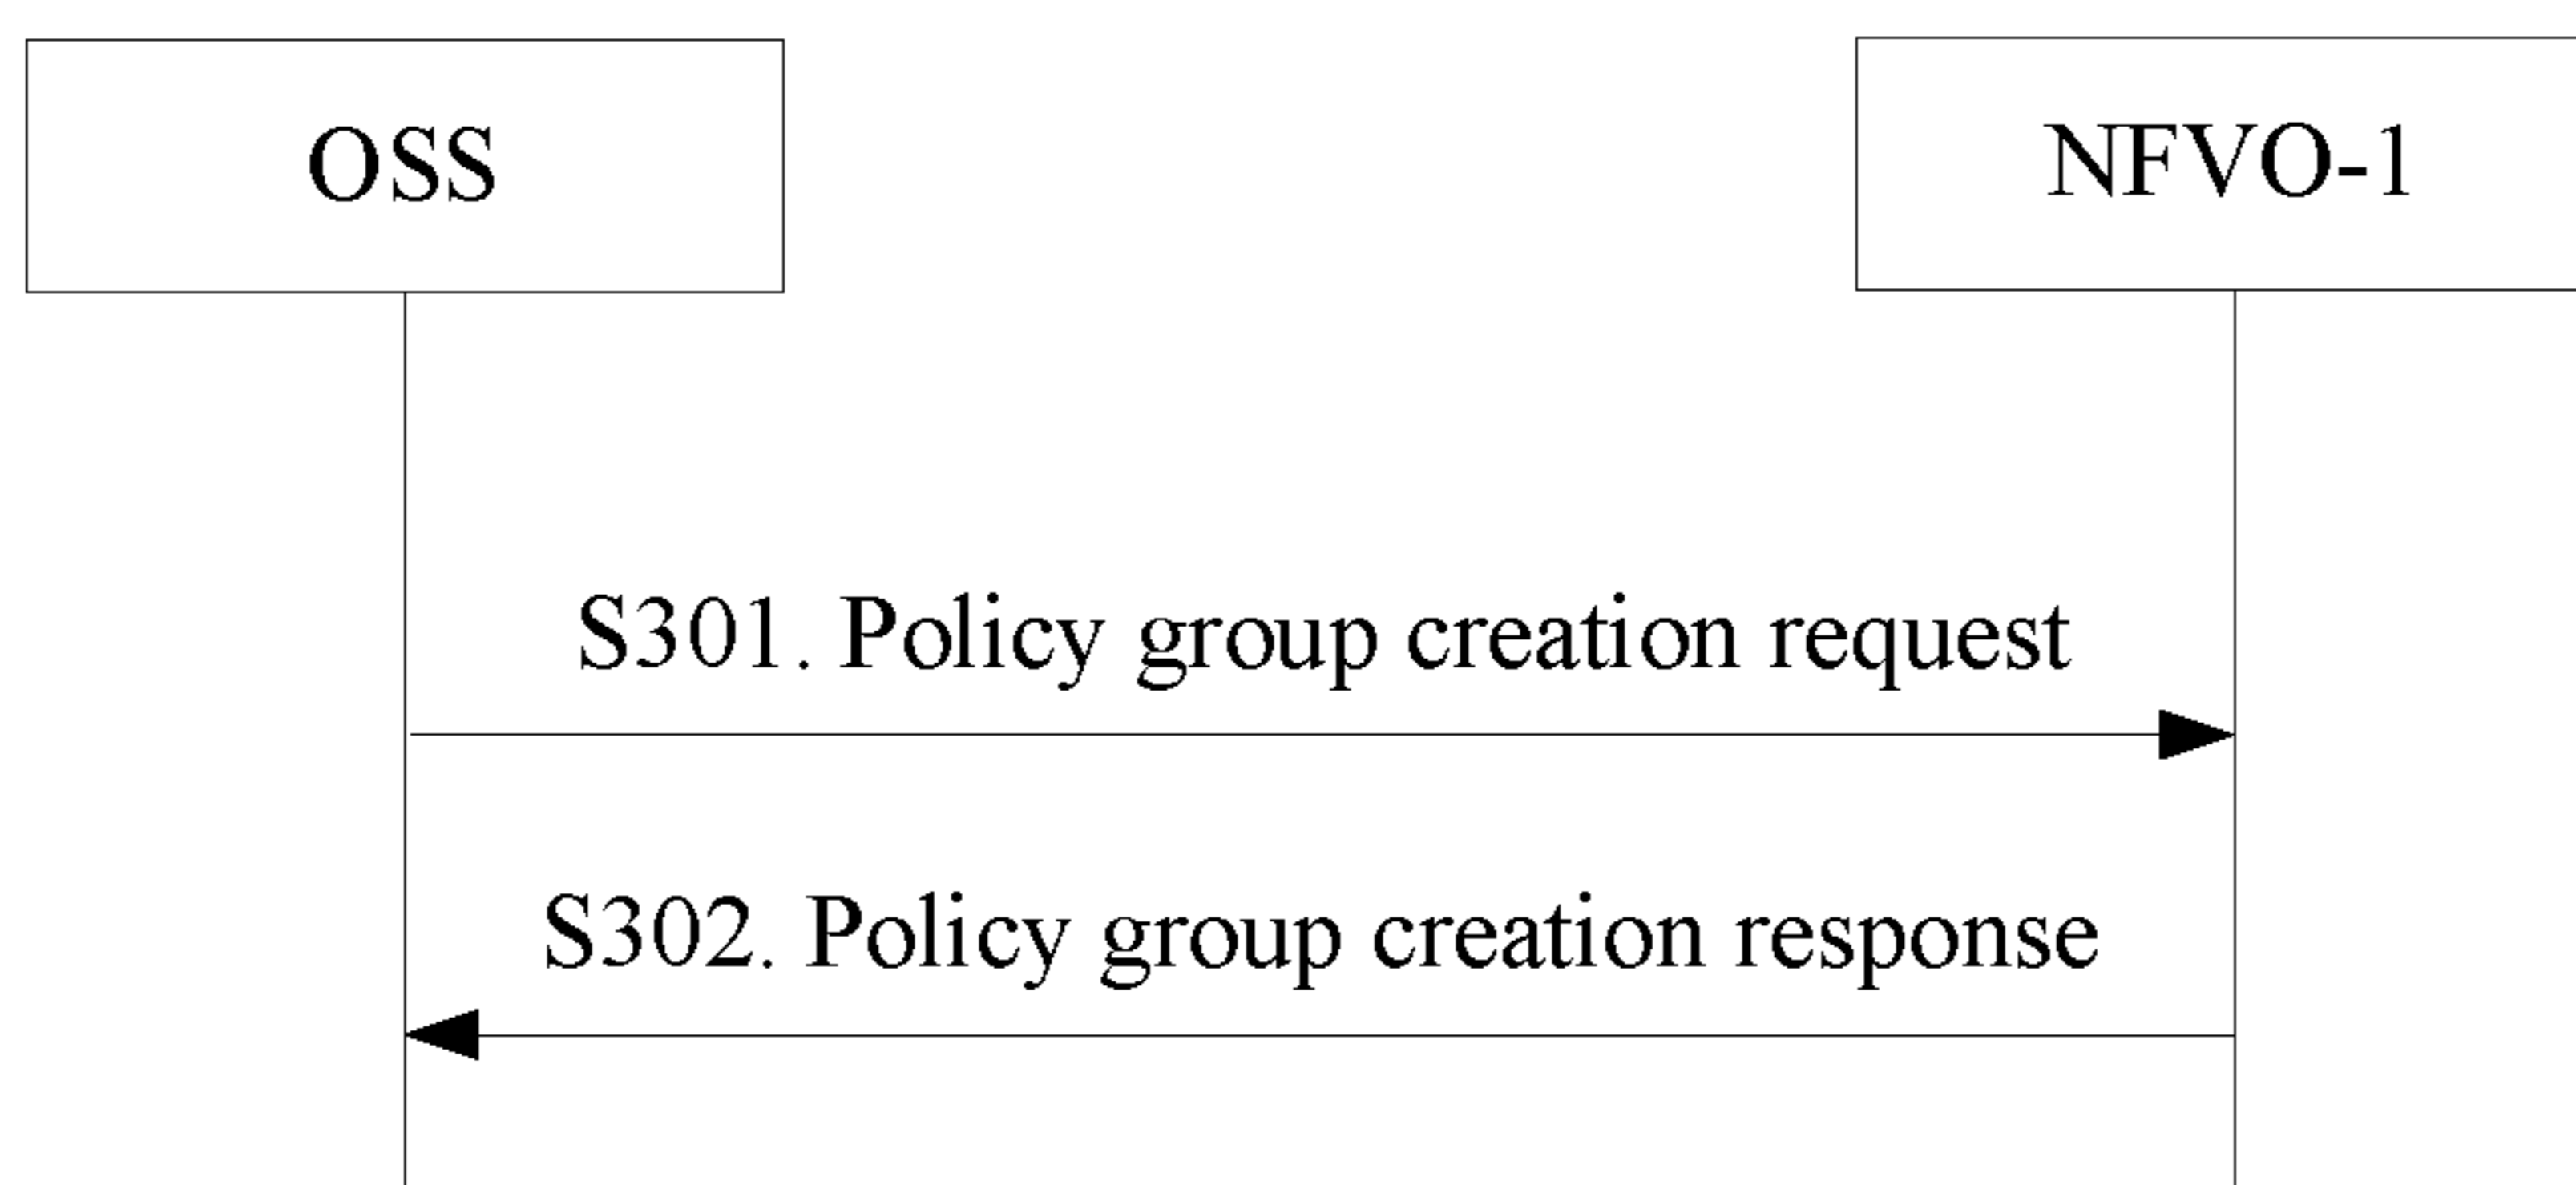 OSS
NFVO-1
S301. Policy group creation request
S302. Policy group creation response